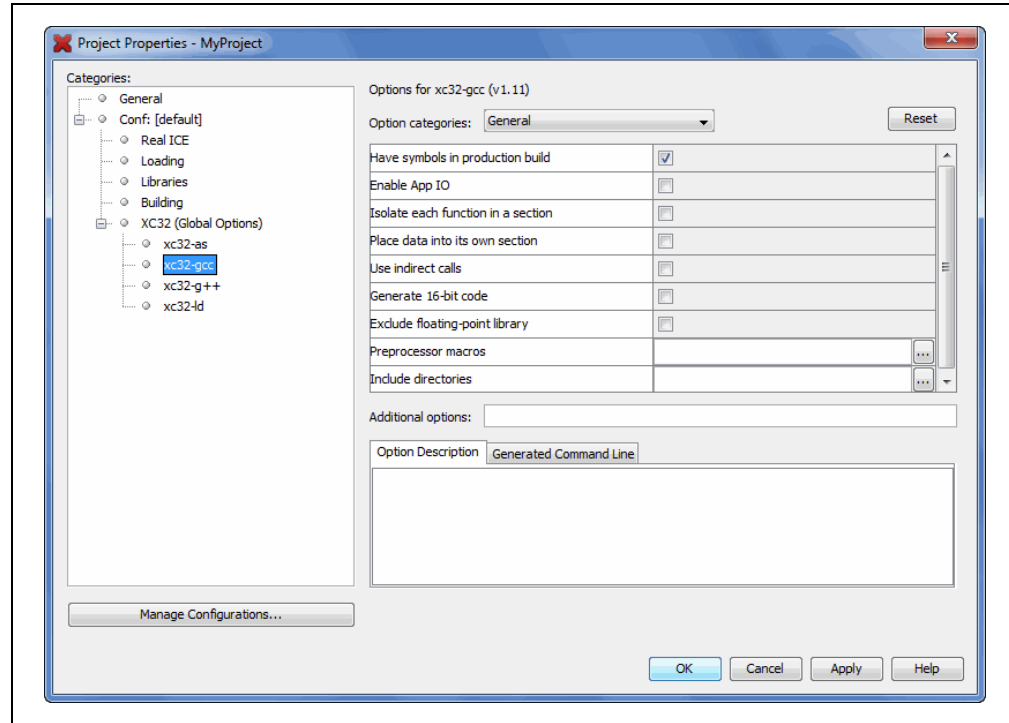 Project Properties - MyProject
Categories:
General
Conf: [default]
Real ICE
Loading
Libraries
Building
XC32 (Global Options)
xc32-as
xc32-gcc
xc32-g++
xc32-ld
Manage Configurations...
Options for xc32-gcc (v1.11)
Option categories: General
Reset
Have symbols in production build
Enable App IO
Isolate each function in a section
Place data into its own section
Use indirect calls
Generate 16-bit code
Exclude floating-point library
Preprocessor macros ...
Include directories ...
Additional options:
Option Description Generated Command Line
OK Cancel Apply Help